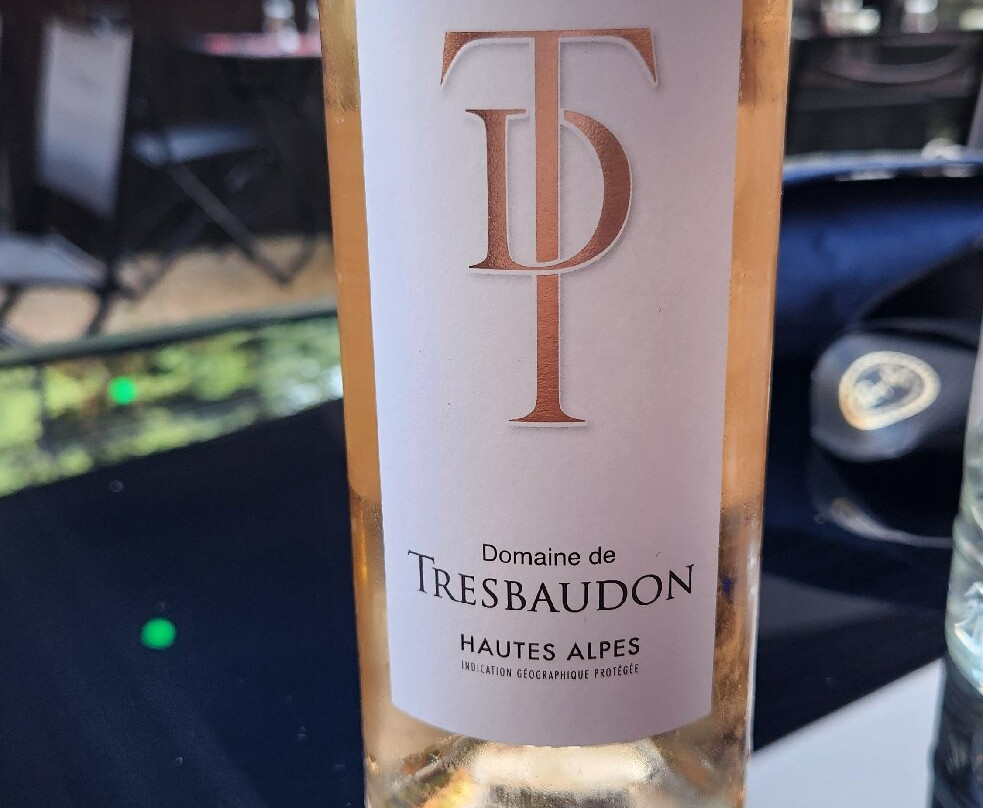 TD
Domaine de
TRESBAUDON
HAUTES ALPES
INDICATION GÉOGRAPHIQUE PROTÉGÉE